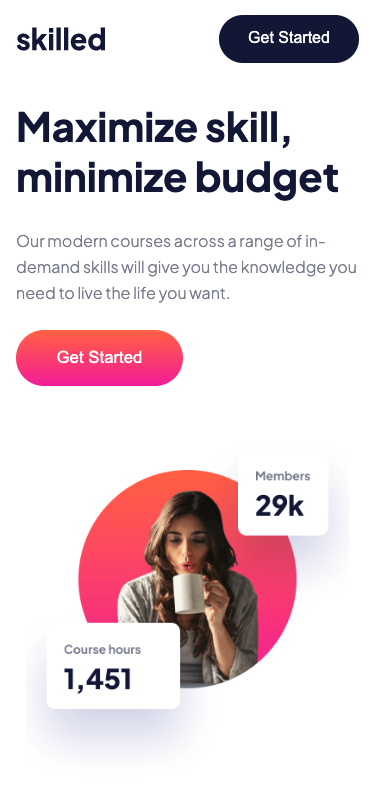 skilled
Get Started
Maximize skill,
minimize budget
Our modern courses across a range of in-
demand skills will give you the knowledge you
need to live the life you want.
Get Started
Members
29k
Course hours
1,451